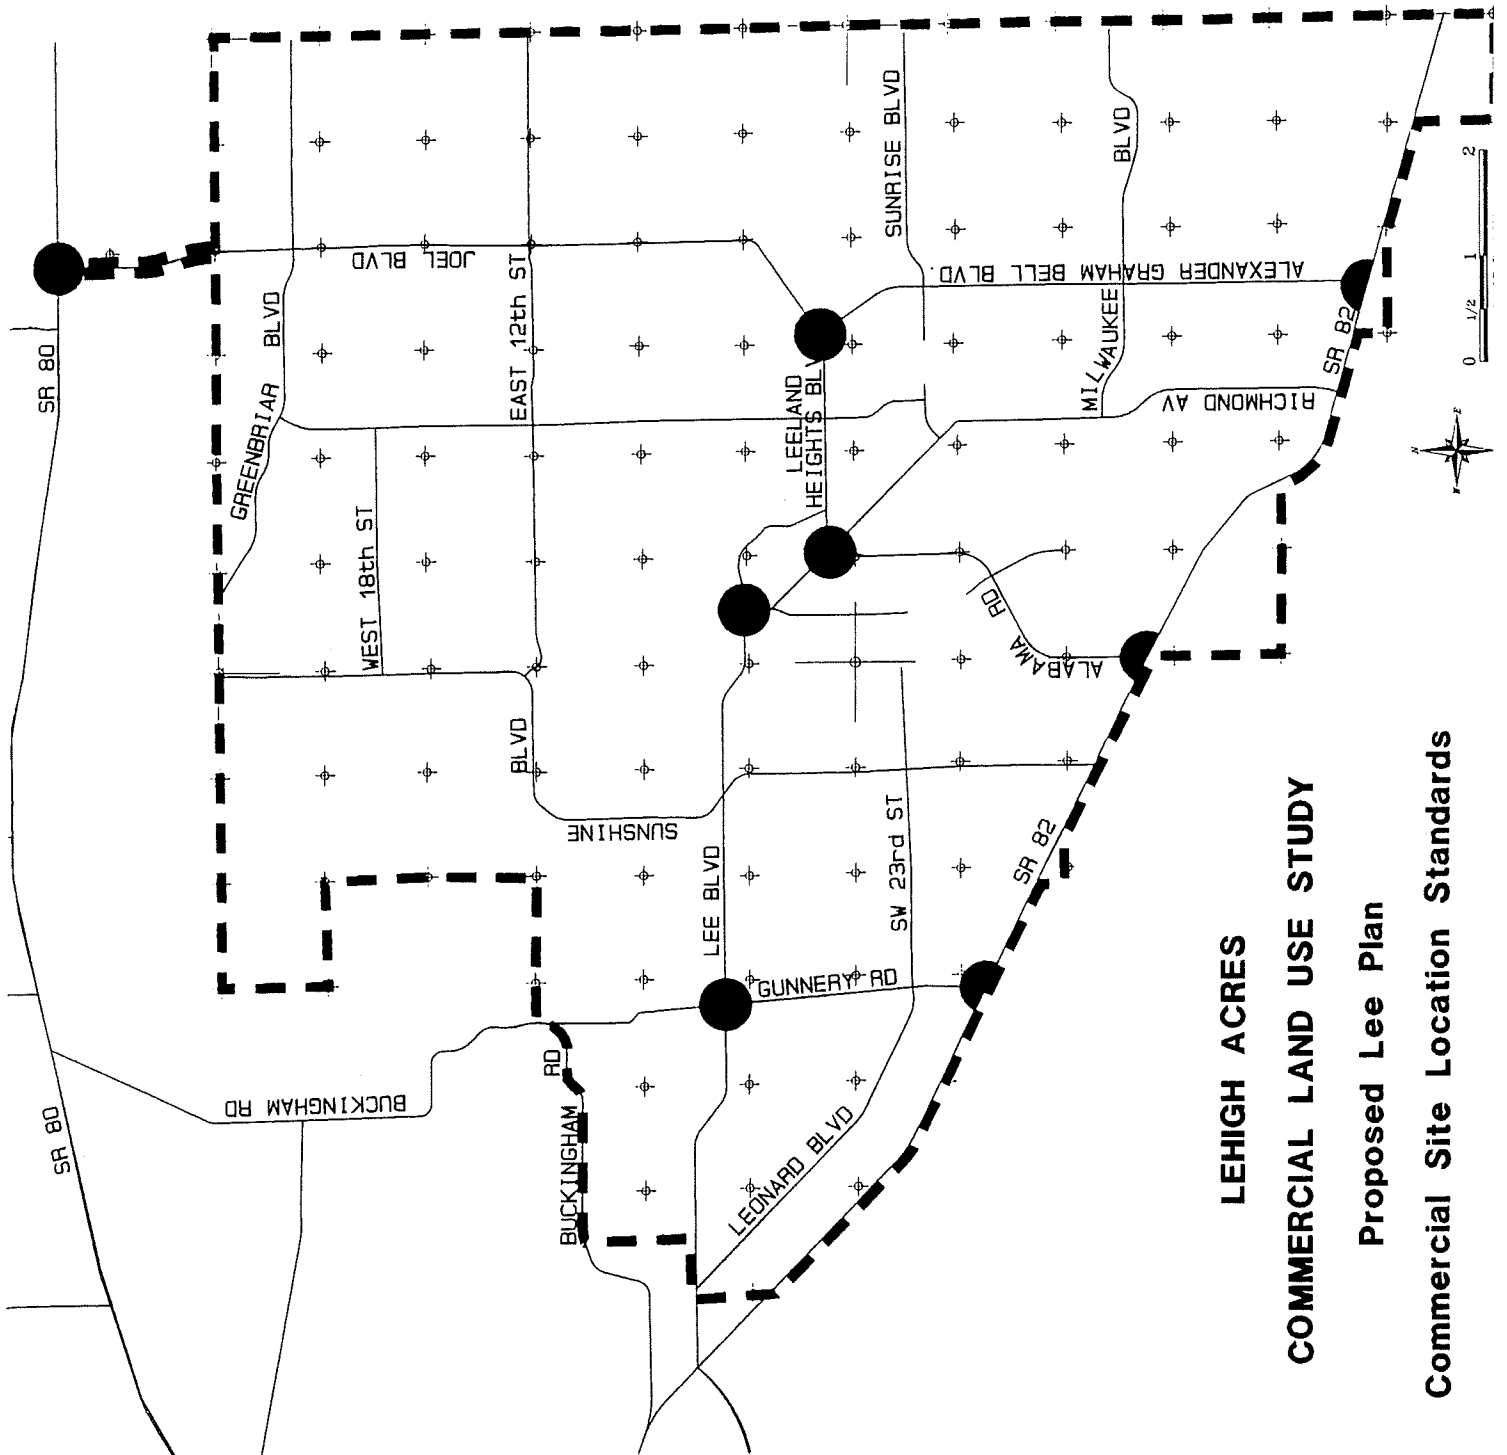 LEHIGH ACRES
COMMERCIAL LAND USE STUDY
Proposed Lee Plan
Commercial Site Location Standards
SR 80
SR 80
BUCKINGHAM RD
BUCKINGHAM
RD
GREENBRIAR BLVD
WEST 18th ST
EAST 12th ST
JOEL BLVD
SUNSHINE
BLVD
LEE BLVD
GUNNERY RD
LEONARD BLVD
SW 23rd ST
LEELAND
HEIGHTS BLV
SUNRISE BLVD
ALEXANDER GRAHAM BELL BLVD.
MILWAUKEE
BLVD
RICHMOND AV
ALABAMA RD
SR 82
SR 82
0 1/2 1 2